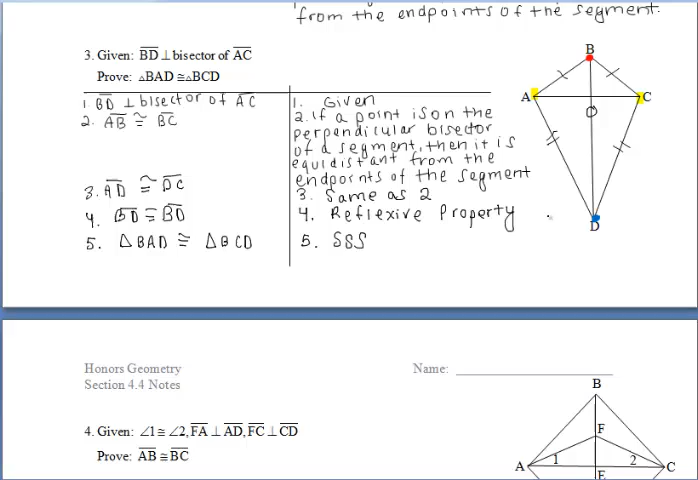 from the endpoints of the segment.
3. Given: BD ⊥ bisector of AC
Prove: △BAD ≅ △BCD
1. BD ⊥ bisector of AC
1. Given
2. AB ≅ BC
2. If a point is on the
perpendicular bisector
of a segment, then it is
equidistant from the
endpoints of the segment
3. AD ≅ DC
3. Same as 2
4. BD ≅ BD
4. Reflexive Property
5. △BAD ≅ △BCD
5. SSS
B
A
C
D
Honors Geometry
Name:
Section 4.4 Notes
4. Given: ∠1 ≅ ∠2, FA ⊥ AD, FC ⊥ CD
Prove: AB ≅ BC
B
F
1
2
A
C
E